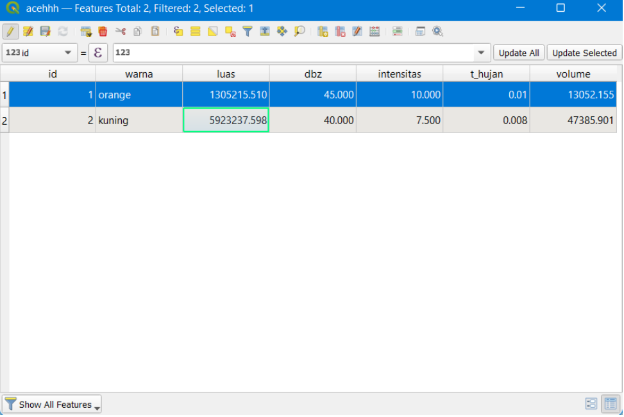 acehhh — Features Total: 2, Filtered: 2, Selected: 1
123 id = ε 123 Update All Update Selected
id warna luas dbz intensitas t_hujan volume
1 1 orange 1305215.510 45.000 10.000 0.01 13052.155
2 2 kuning 5923237.598 40.000 7.500 0.008 47385.901
Show All Features